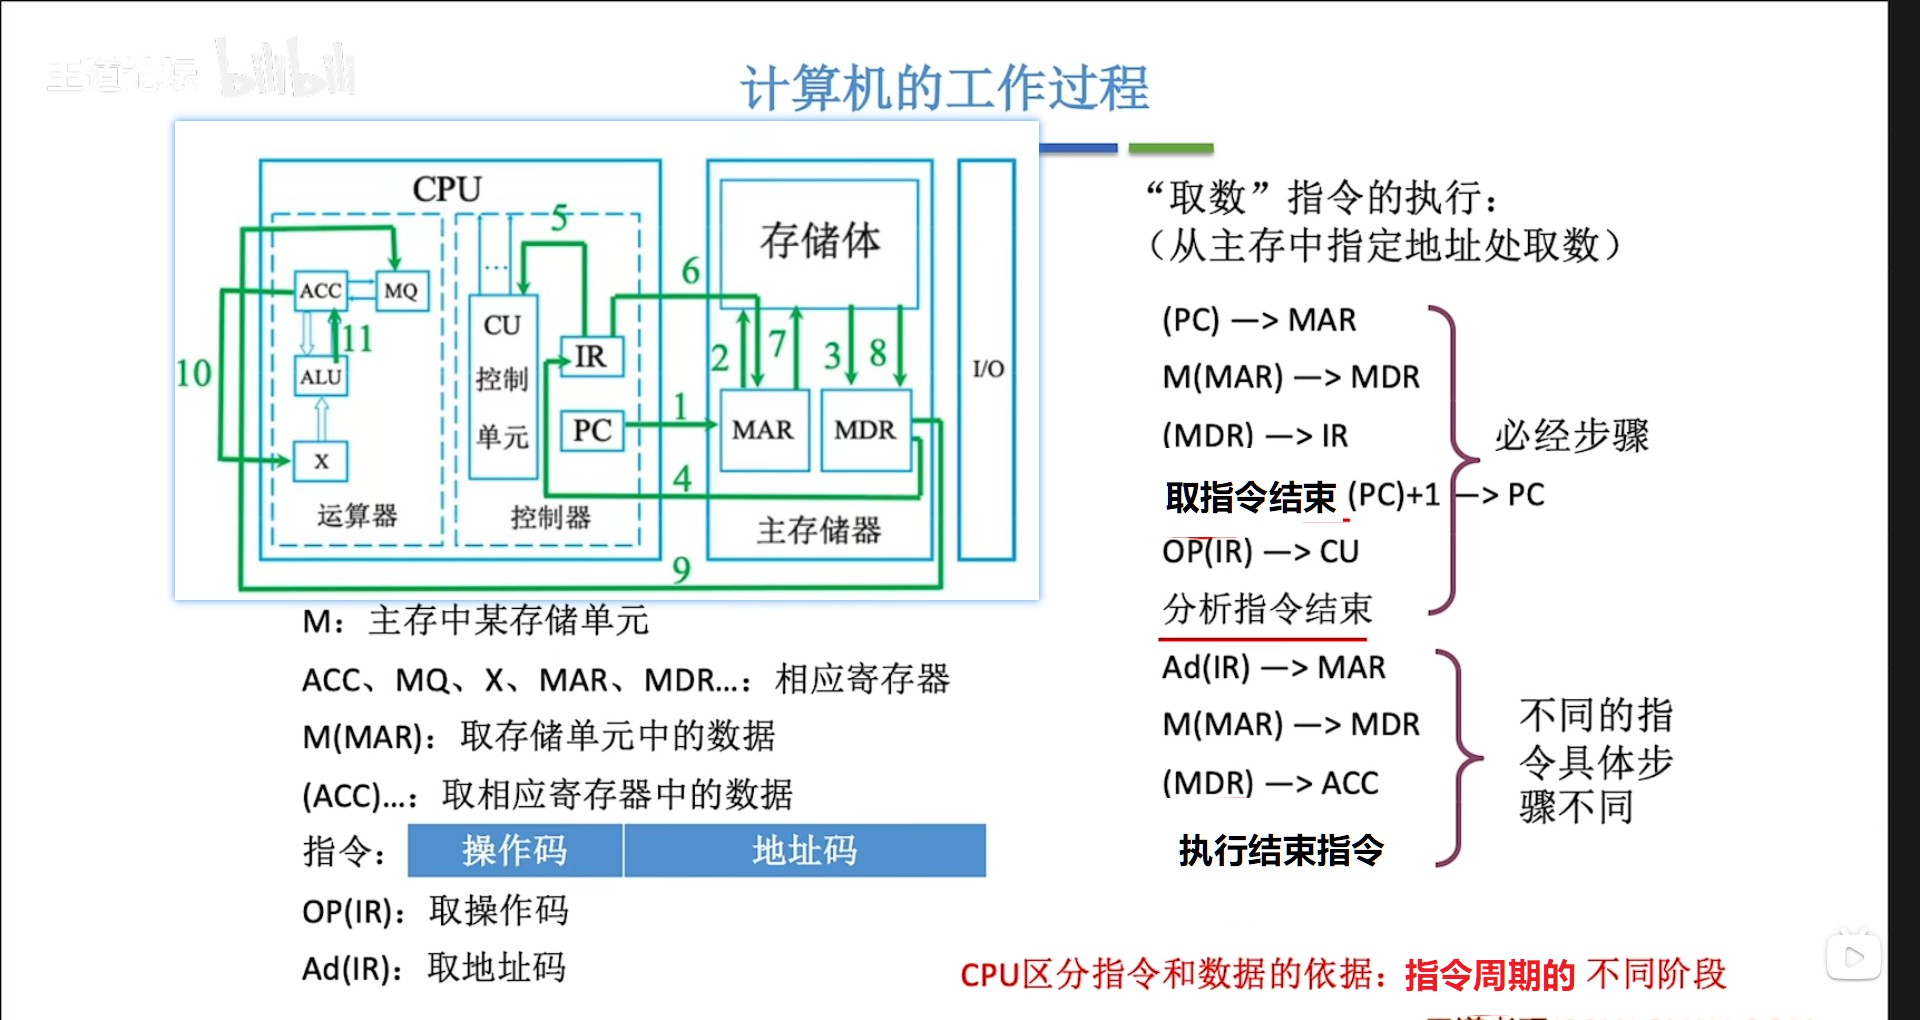 王道论坛 bilibili
计算机的工作过程
CPU
5
ACC
MQ
CU
控制
单元
IR
PC
11
ALU
X
10
运算器
控制器
6
1
4
9
存储体
2
7
3
8
MAR
MDR
主存储器
I/O
M：主存中某存储单元
ACC、MQ、X、MAR、MDR...：相应寄存器
M(MAR)：取存储单元中的数据
(ACC)...：取相应寄存器中的数据
指令：操作码 地址码
OP(IR)：取操作码
Ad(IR)：取地址码
“取数”指令的执行：
（从主存中指定地址处取数）
(PC) —> MAR
M(MAR) —> MDR
(MDR) —> IR
取指令结束 (PC)+1 —> PC
OP(IR) —> CU
分析指令结束
必经步骤
Ad(IR) —> MAR
M(MAR) —> MDR
(MDR) —> ACC
执行结束指令
不同的指
令具体步
骤不同
CPU区分指令和数据的依据：指令周期的 不同阶段